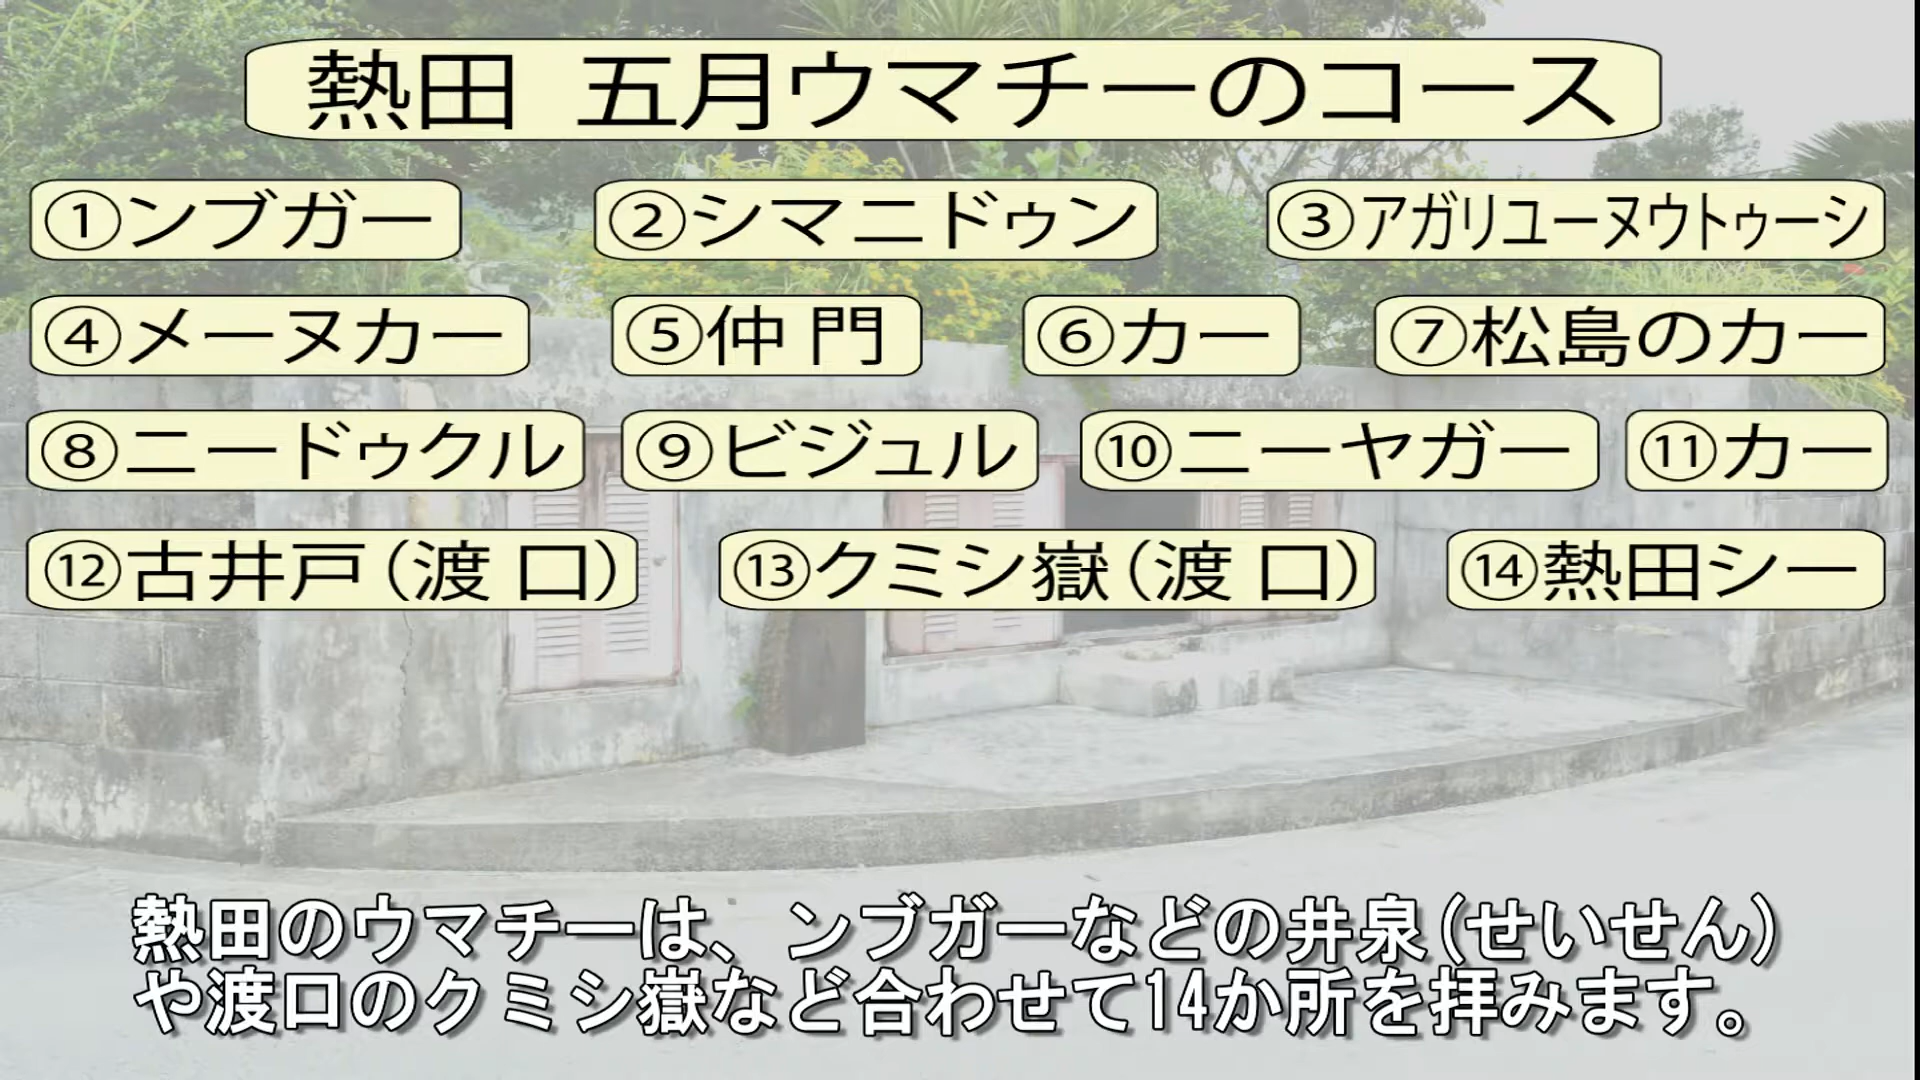 熱田 五月ウマチーのコース
①ンブガー ②シマニドゥン ③アガリユーヌウトゥーシ
④メーヌカー ⑤仲門 ⑥カー ⑦松島のカー
⑧ニードゥクル ⑨ビジュル ⑩ニーヤガー ⑪カー
⑫古井戸(渡口) ⑬クミシ嶽(渡口) ⑭熱田シー
熱田のウマチーは、ンブガーなどの井泉(せいせん)
や渡口のクミシ嶽など合わせて14か所を拝みます。